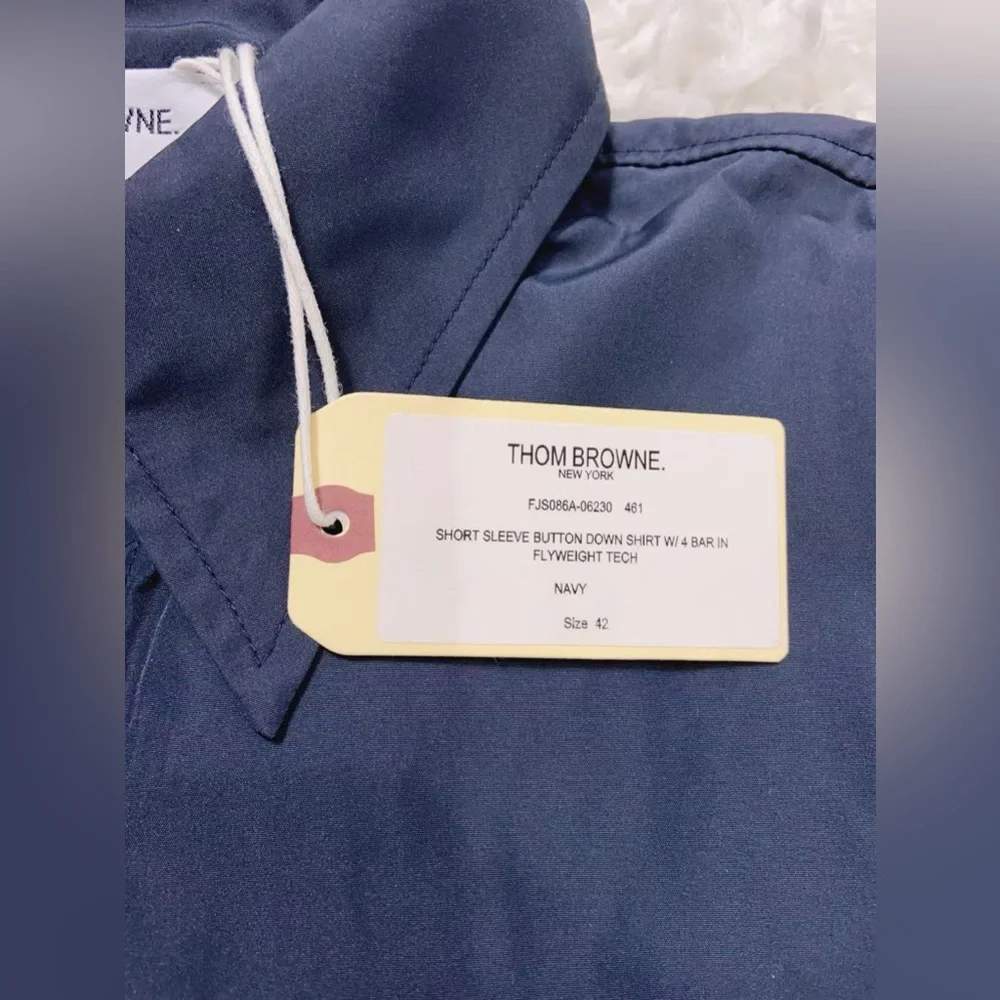 WNE.
THOM BROWNE.
NEW YORK
FJS086A-06230 461
SHORT SLEEVE BUTTON DOWN SHIRT W/ 4 BAR IN
FLYWEIGHT TECH
NAVY
Size 42